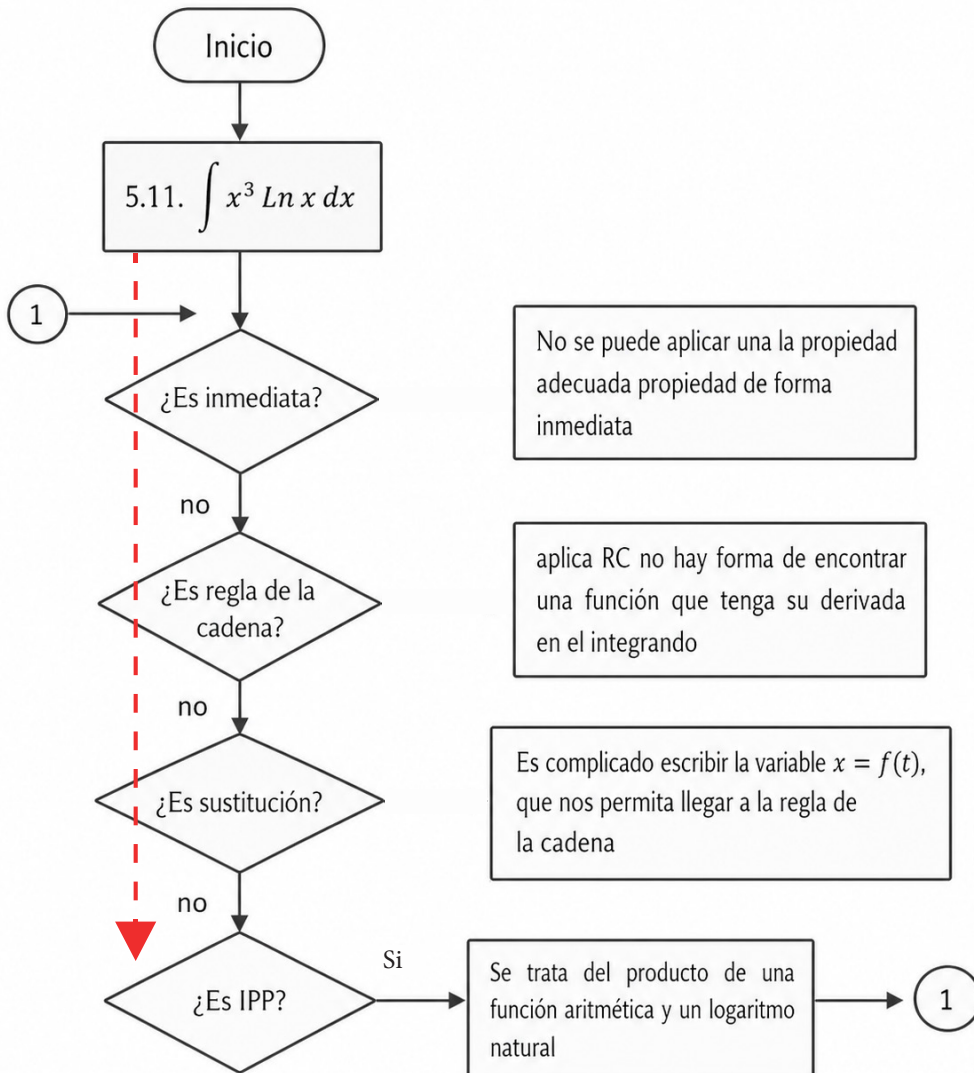 Inicio
5.11. ∫ x³ Ln x dx
1
¿Es inmediata?
No se puede aplicar una la propiedad
adecuada propiedad de forma
inmediata
no
¿Es regla de la
cadena?
aplica RC no hay forma de encontrar
una función que tenga su derivada
en el integrando
no
¿Es sustitución?
Es complicado escribir la variable x = f(t),
que nos permita llegar a la regla de
la cadena
no
¿Es IPP?
Si
Se trata del producto de una
función aritmética y un logaritmo
natural
1